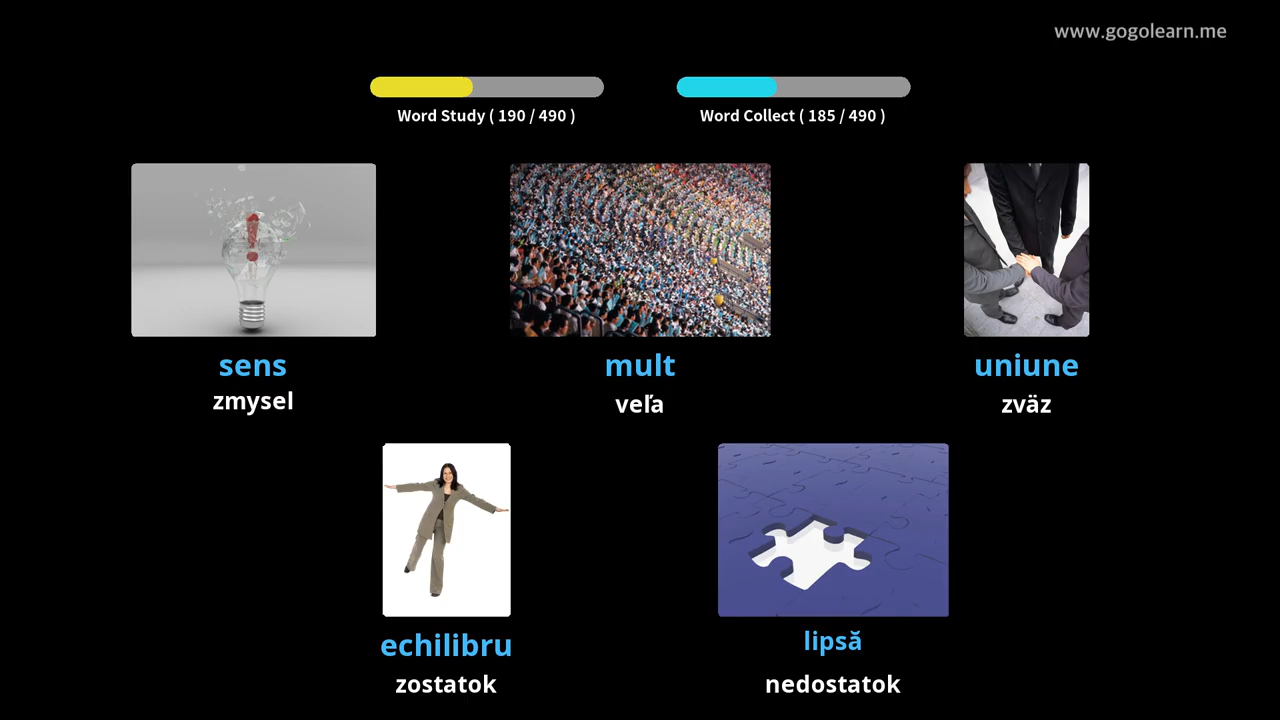 www.gogolearn.me
Word Study ( 190 / 490 )
Word Collect ( 185 / 490 )
sens
mult
uniune
zmysel
veľa
zväz
echilibru
lipsă
zostatok
nedostatok